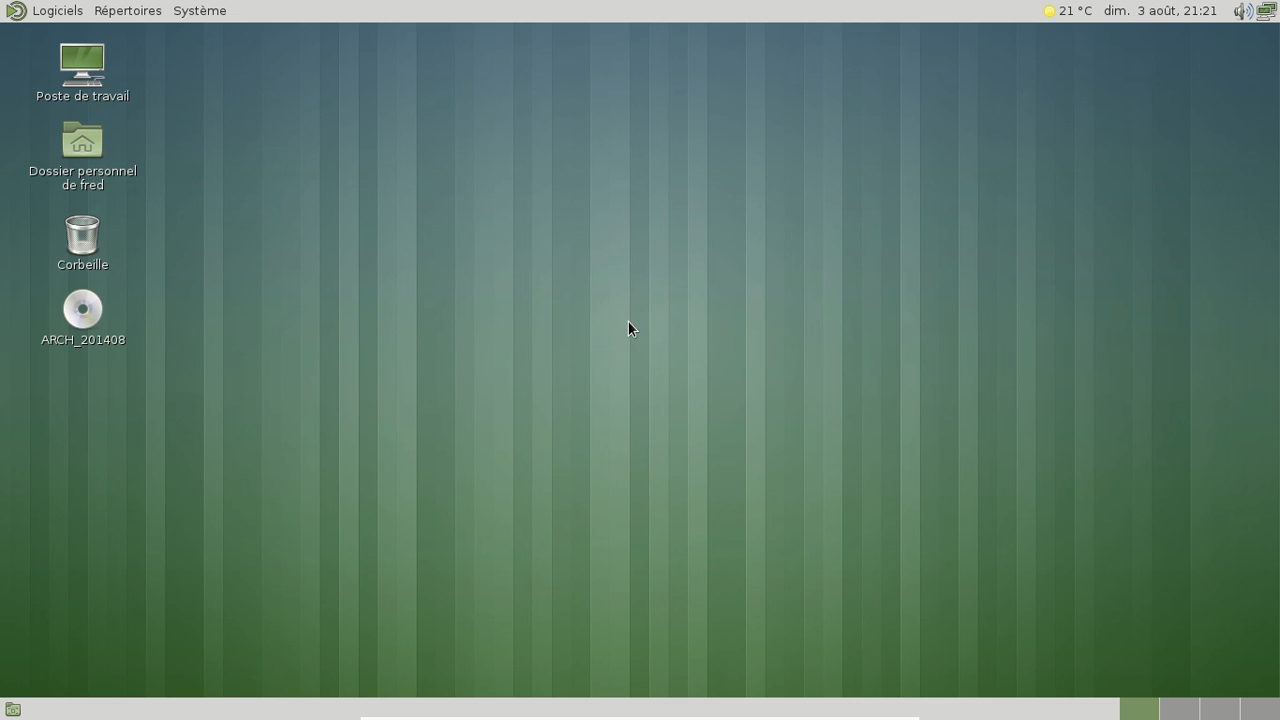 Logiciels Répertoires Système 21 °C dim. 3 août, 21:21
Poste de travail
Dossier personnel
de fred
Corbeille
ARCH_201408